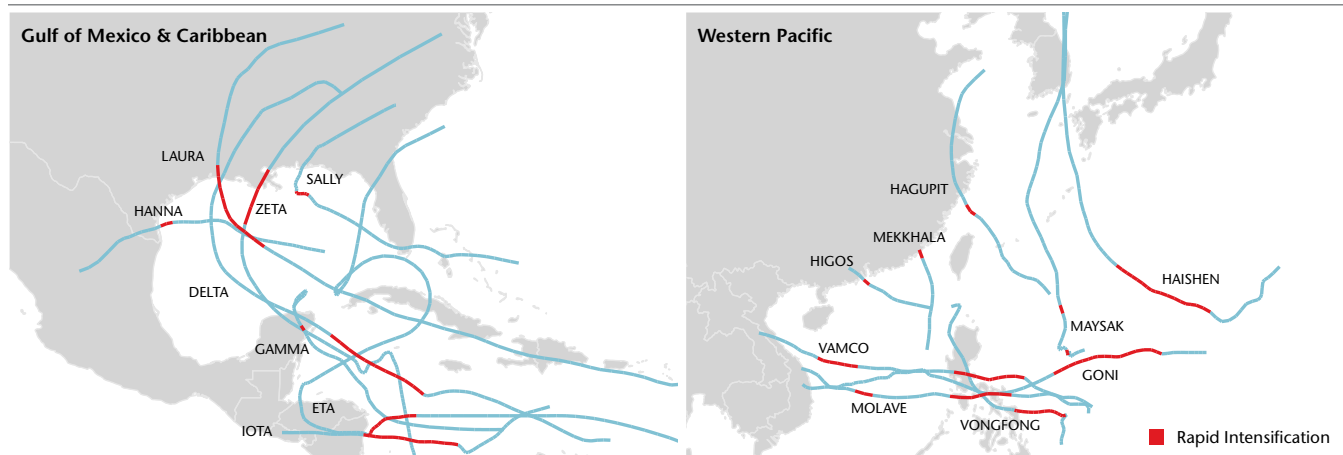 Gulf of Mexico & Caribbean
LAURA
SALLY
HANNA
ZETA
DELTA
GAMMA
ETA
IOTA
Western Pacific
HAGUPIT
MEKKHALA
HIGOS
HAISHEN
MAYSAK
VAMCO
GONI
MOLAVE
VONGFONG
Rapid Intensification